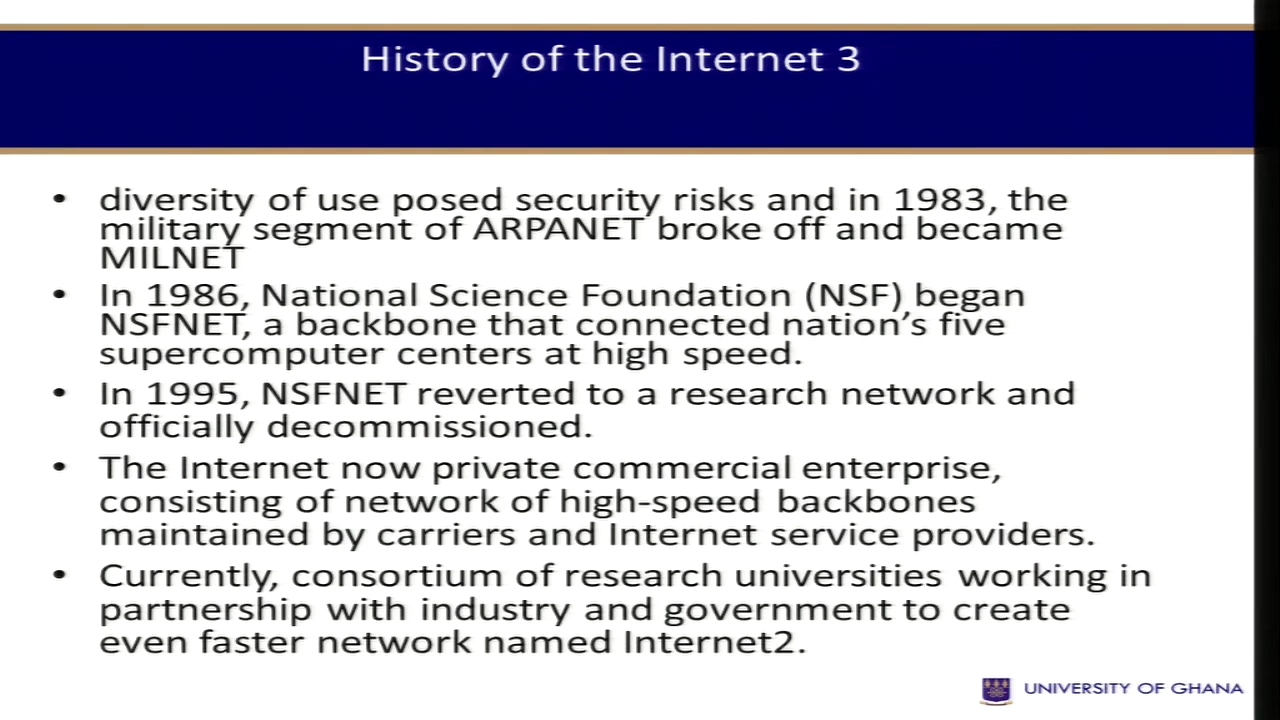 History of the Internet 3
• diversity of use posed security risks and in 1983, the
military segment of ARPANET broke off and became
MILNET
• In 1986, National Science Foundation (NSF) began
NSFNET, a backbone that connected nation’s five
supercomputer centers at high speed.
• In 1995, NSFNET reverted to a research network and
officially decommissioned.
• The Internet now private commercial enterprise,
consisting of network of high-speed backbones
maintained by carriers and Internet service providers.
• Currently, consortium of research universities working in
partnership with industry and government to create
even faster network named Internet2.
UNIVERSITY OF GHANA